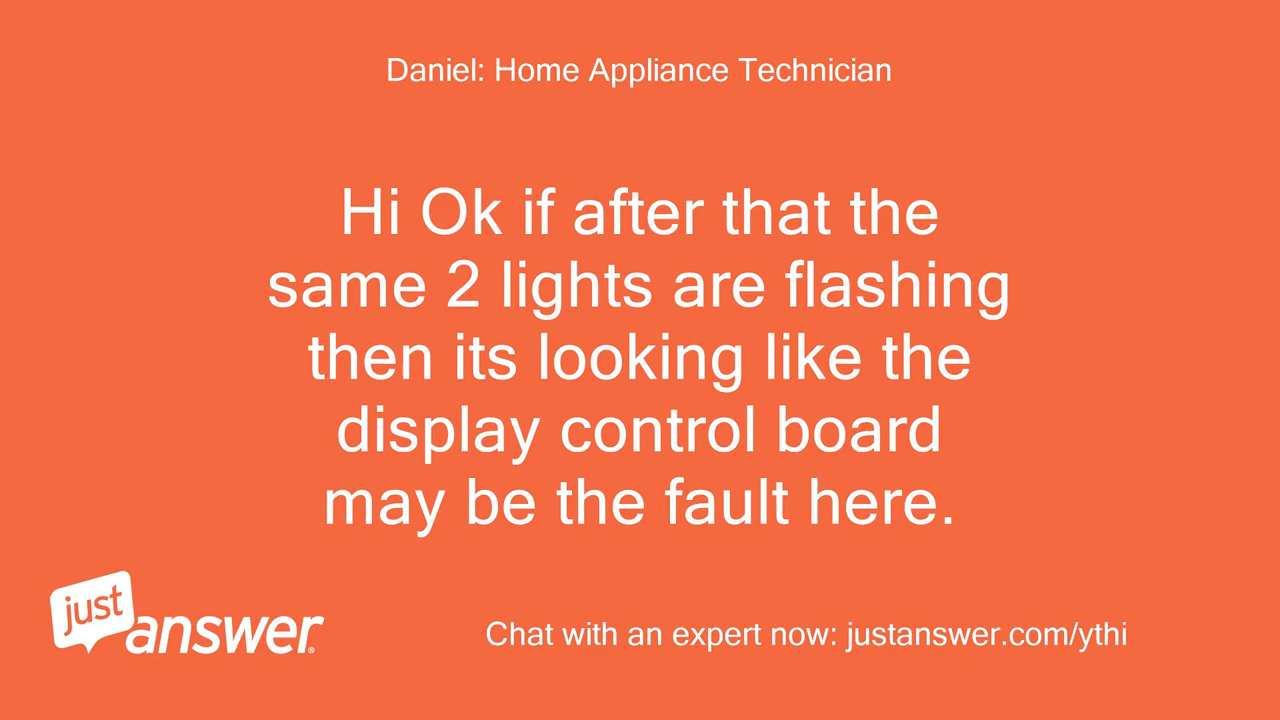 Daniel: Home Appliance Technician
Hi Ok if after that the
same 2 lights are flashing
then its looking like the
display control board
may be the fault here.
just
answer®
Chat with an expert now: justanswer.com/ythi